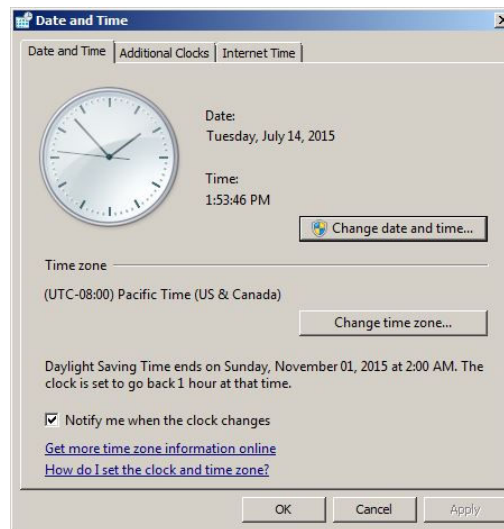 Date and Time
Date and Time
Additional Clocks
Internet Time
Date:
Tuesday, July 14, 2015
Time:
1:53:46 PM
Change date and time...
Time zone
(UTC-08:00) Pacific Time (US & Canada)
Change time zone...
Daylight Saving Time ends on Sunday, November 01, 2015 at 2:00 AM. The
clock is set to go back 1 hour at that time.
Notify me when the clock changes
Get more time zone information online
How do I set the clock and time zone?
OK
Cancel
Apply